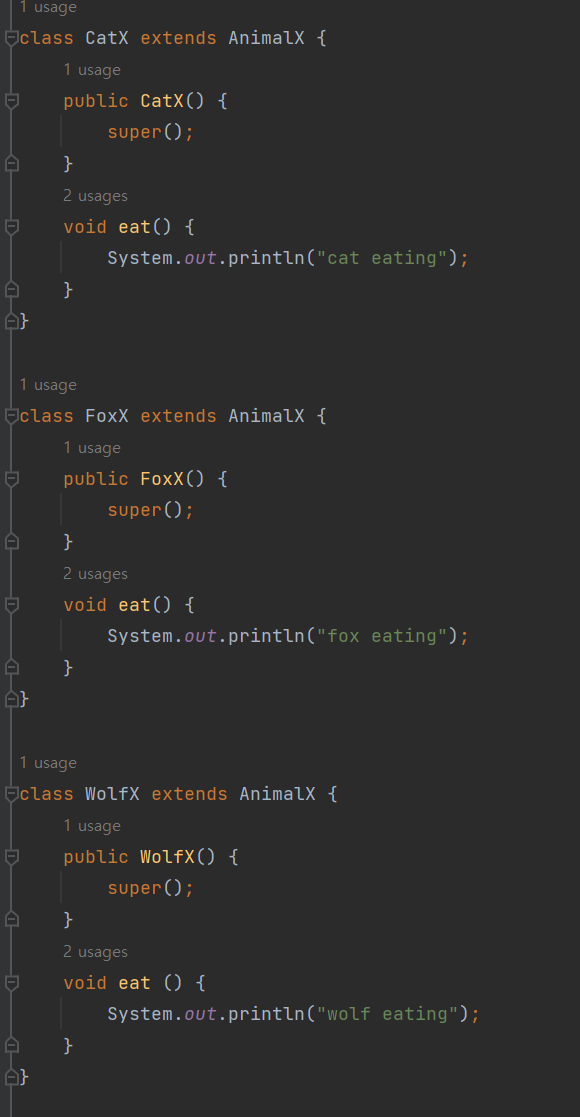 1 usage
class CatX extends AnimalX {
1 usage
public CatX() {
super();
}
2 usages
void eat() {
System.out.println("cat eating");
}
}
1 usage
class FoxX extends AnimalX {
1 usage
public FoxX() {
super();
}
2 usages
void eat() {
System.out.println("fox eating");
}
}
1 usage
class WolfX extends AnimalX {
1 usage
public WolfX() {
super();
}
2 usages
void eat () {
System.out.println("wolf eating");
}
}